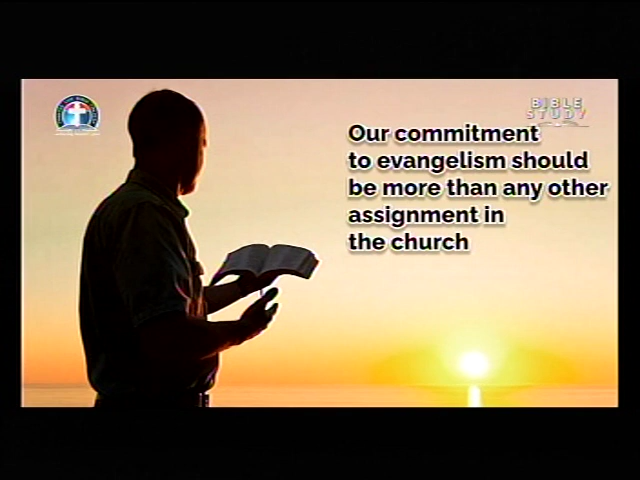 BIBLE
STUDY
Our commitment
to evangelism should
be more than any other
assignment in
the church